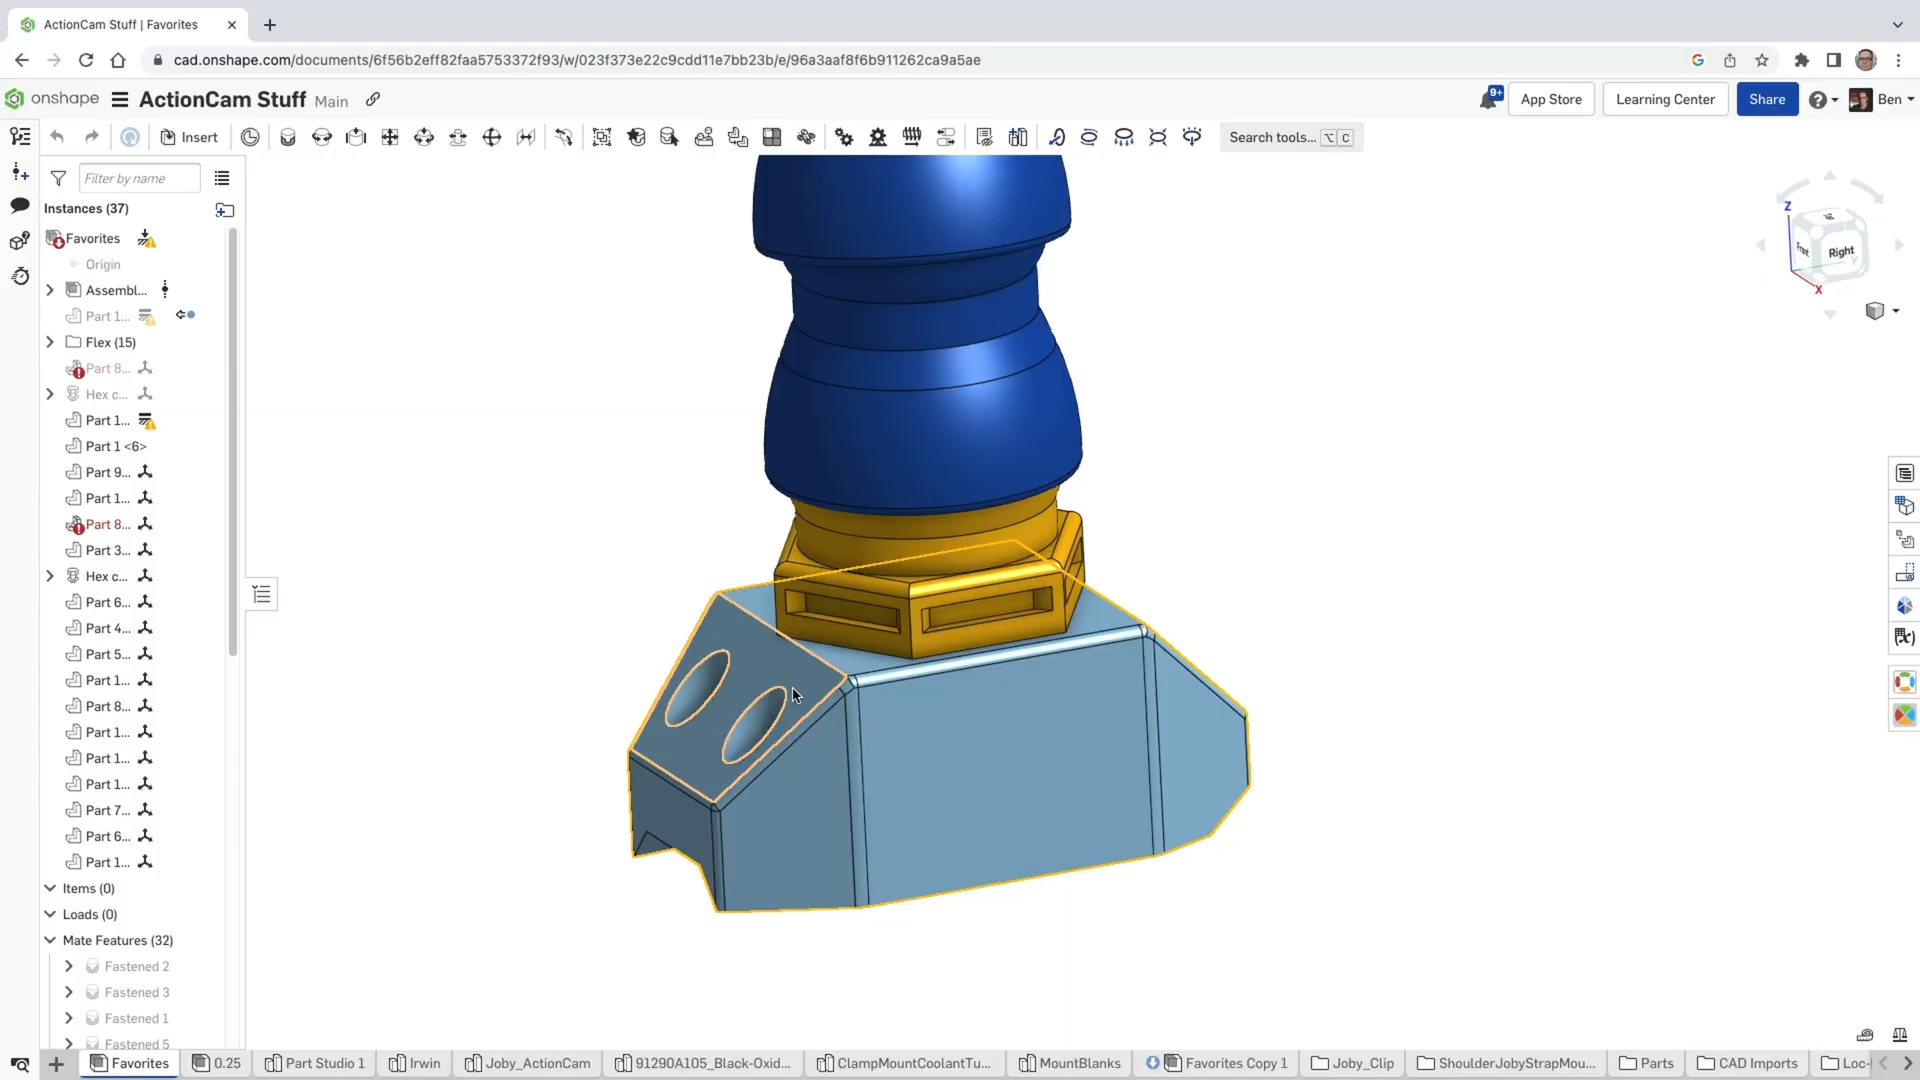 ActionCam Stuff | Favorites
cad.onshape.com/documents/6f56b2eff82faa5753372f93/w/023f373e22c9cdd11e7bb23b/e/96a3aaf8f6b911262ca9a5ae
onshape ActionCam Stuff Main
9+ App Store Learning Center Share Ben
Insert Search tools... ⌥ C
Filter by name
Instances (37)
Favorites
Origin
Assembl...
Part 1...
Flex (15)
Part 8...
Hex c...
Part 1...
Part 1 <6>
Part 9...
Part 1...
Part 8...
Part 3...
Hex c...
Part 6...
Part 4...
Part 5...
Part 1...
Part 8...
Part 1...
Part 1...
Part 1...
Part 7...
Part 6...
Part 1...
Items (0)
Loads (0)
Mate Features (32)
Fastened 2
Fastened 3
Fastened 1
Fastened 5
Z
Front
Right
Y
X
Favorites 0.25 Part Studio 1 Irwin Joby_ActionCam 91290A105_Black-Oxid... ClampMountCoolantTu... MountBlanks Favorites Copy 1 Joby_Clip ShoulderJobyStrapMou... Parts CAD Imports Loc-